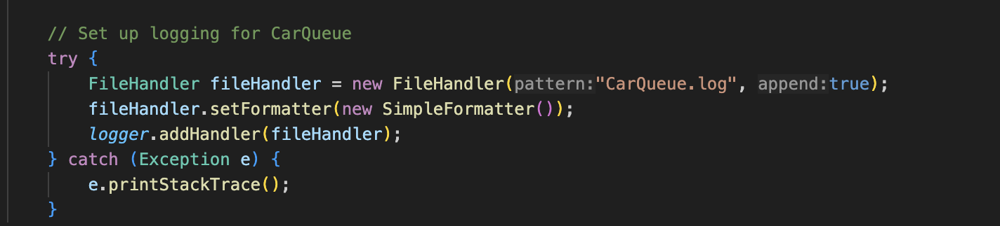 // Set up logging for CarQueue
try {
    FileHandler fileHandler = new FileHandler(pattern:"CarQueue.log", append:true);
    fileHandler.setFormatter(new SimpleFormatter());
    logger.addHandler(fileHandler);
} catch (Exception e) {
    e.printStackTrace();
}